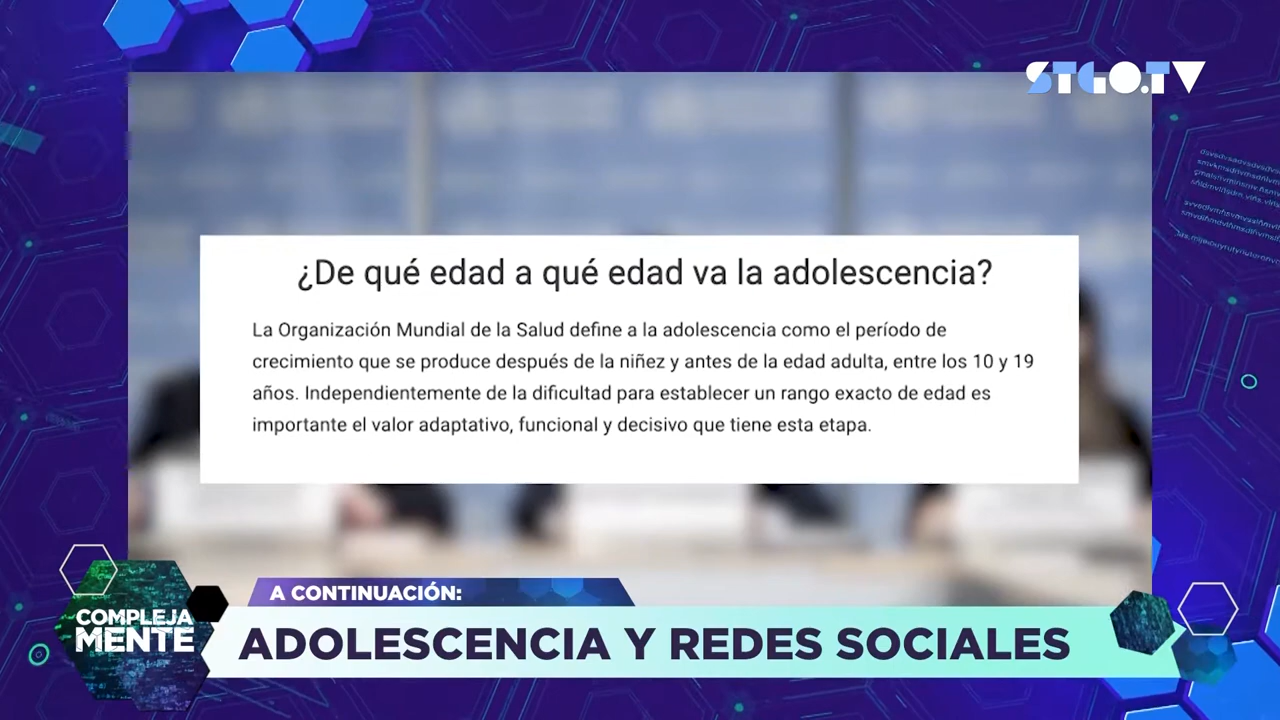 STGO.TV
¿De qué edad a qué edad va la adolescencia?
La Organización Mundial de la Salud define a la adolescencia como el período de
crecimiento que se produce después de la niñez y antes de la edad adulta, entre los 10 y 19
años. Independientemente de la dificultad para establecer un rango exacto de edad es
importante el valor adaptativo, funcional y decisivo que tiene esta etapa.
A CONTINUACIÓN:
COMPLEJA
MENTE
ADOLESCENCIA Y REDES SOCIALES